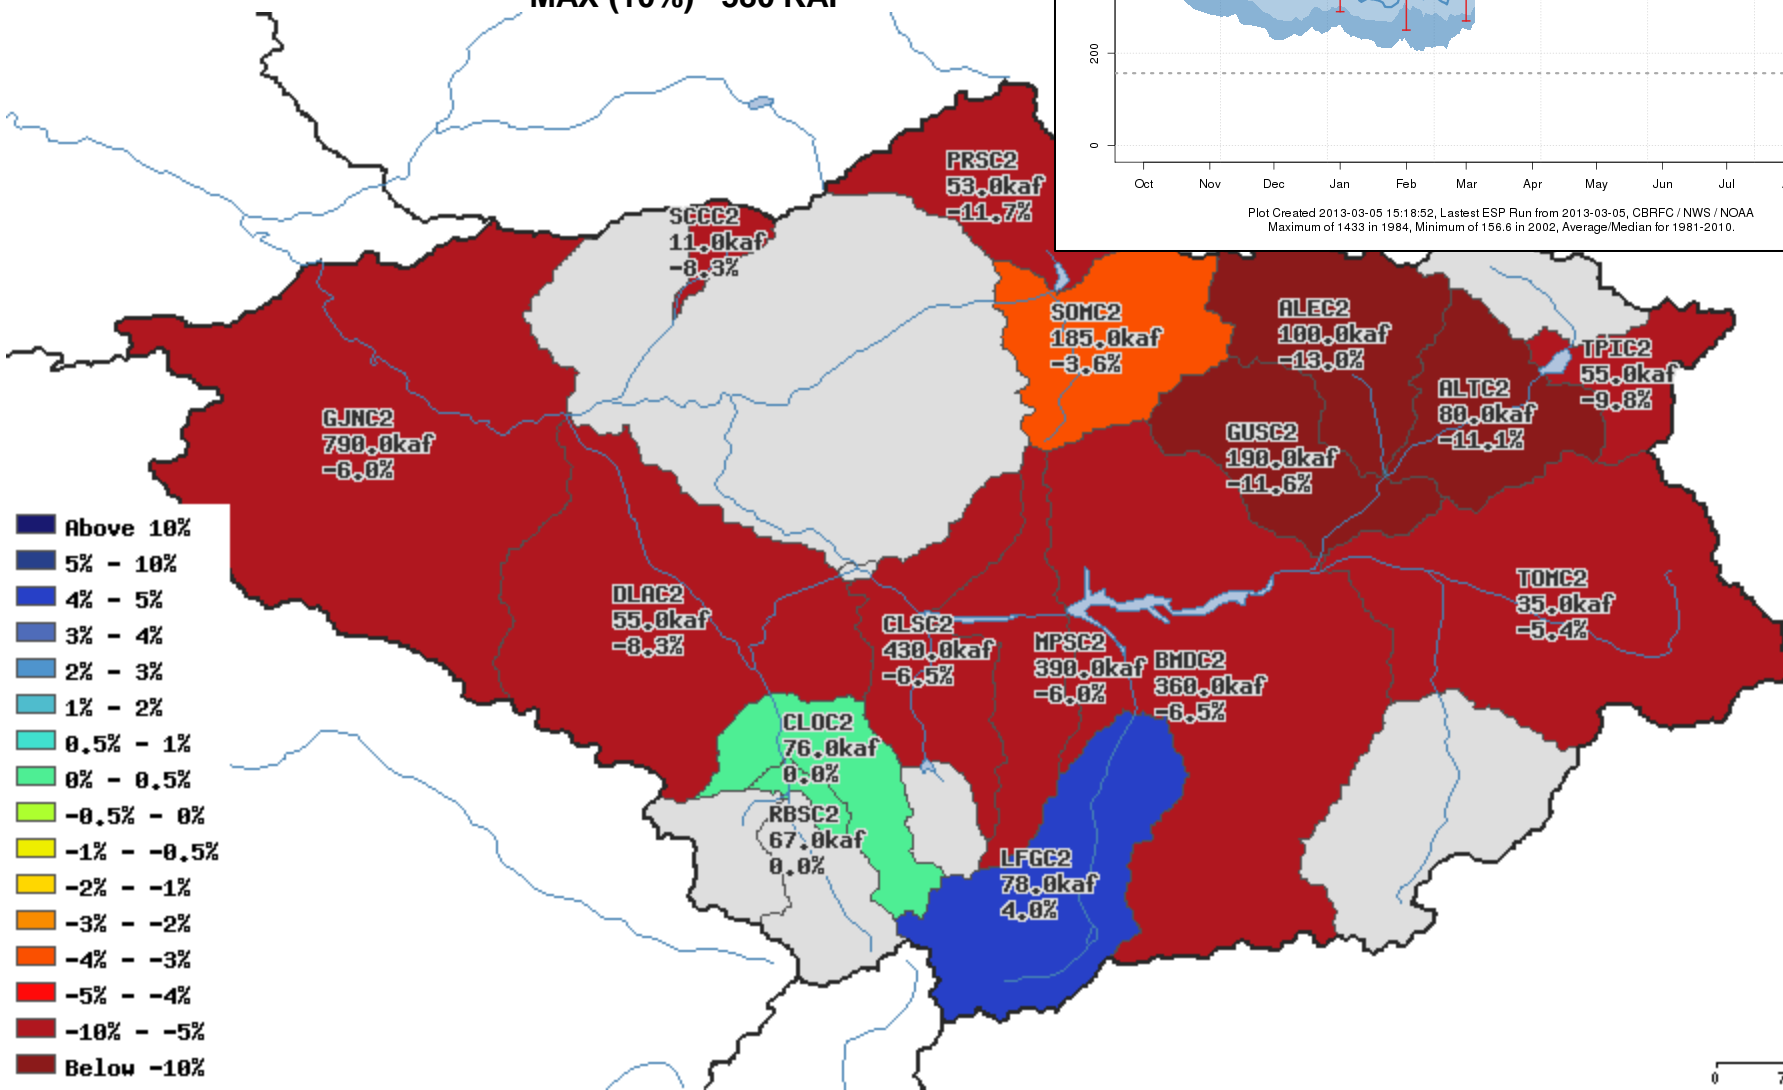 MAX (10%) 580 KAF
200
0
Oct Nov Dec Jan Feb Mar Apr May Jun Jul
Plot Created 2013-03-05 15:18:52, Lastest ESP Run from 2013-03-05, CBRFC / NWS / NOAA
Maximum of 1433 in 1984, Minimum of 156.6 in 2002, Average/Median for 1981-2010.
PRSC2
53.0kaf
-11.7%
SCCC2
11.0kaf
-8.3%
SOMC2
185.0kaf
-3.6%
ALEC2
100.0kaf
-13.0%
TPIC2
55.0kaf
-9.8%
ALTC2
80.0kaf
-11.1%
GJNC2
790.0kaf
-6.0%
GUSC2
190.0kaf
-11.6%
DLAC2
55.0kaf
-8.3%
CLSC2
430.0kaf
-6.5%
MPSC2
390.0kaf
-6.0%
BMDC2
360.0kaf
-6.5%
TOMC2
35.0kaf
-5.4%
CLOC2
76.0kaf
0.0%
RBSC2
67.0kaf
0.0%
LFGC2
78.0kaf
4.0%
Above 10%
5% - 10%
4% - 5%
3% - 4%
2% - 3%
1% - 2%
0.5% - 1%
0% - 0.5%
-0.5% - 0%
-1% - -0.5%
-2% - -1%
-3% - -2%
-4% - -3%
-5% - -4%
-10% - -5%
Below -10%
0